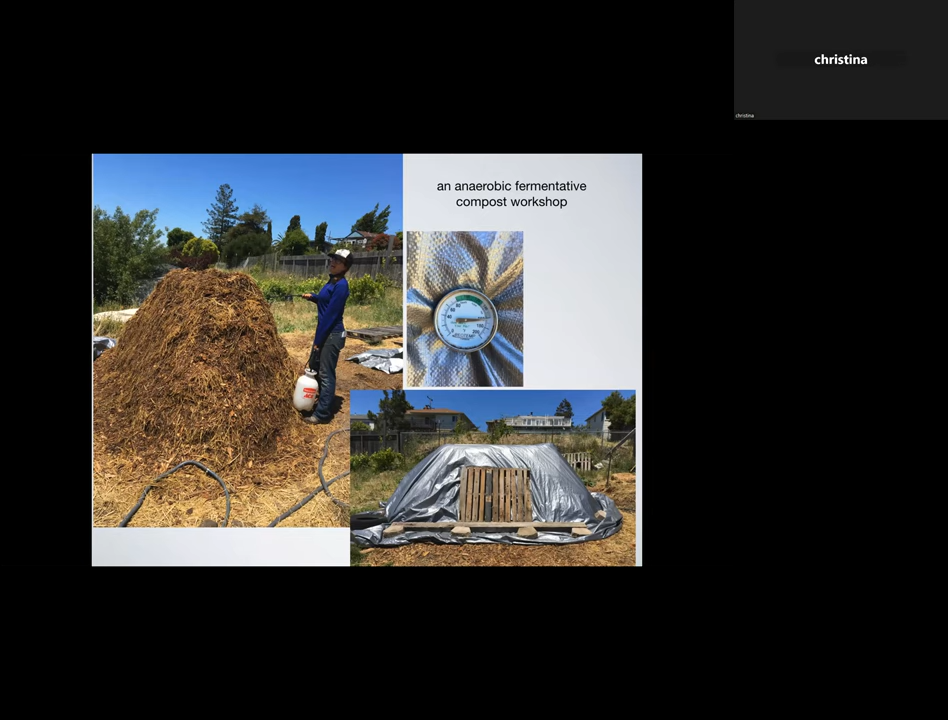 christina
christina
an anaerobic fermentative
compost workshop